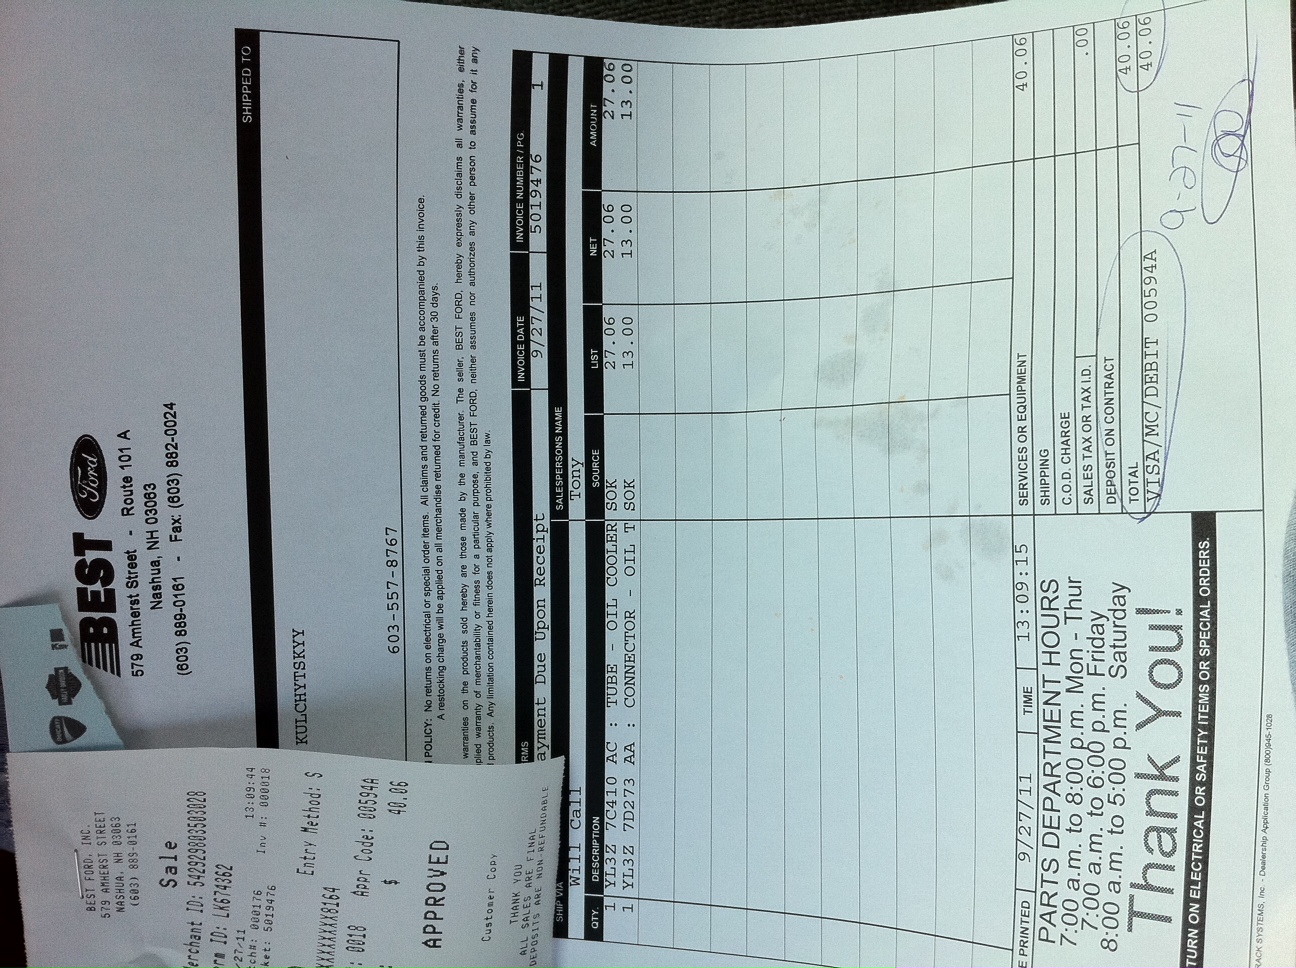 BEST FORD, INC.
579 AMHERST STREET
NASHUA, NH 03063
(603) 889-0161
Sale
erchant ID: 542929803503028
rm ID: LK674362
/27/11 13:09:44
tch#: 000176 Inv #: 000018
ket: 5019476
Entry Method: S
XXXXXXXX8164
: 0018 Appr Code: 00594A
: $ 40.06
APPROVED
Customer Copy
THANK YOU
ALL SALES ARE FINAL
DEPOSITS ARE NON-REFUNDABLE
DUCATI HARLEY-DAVIDSON
BEST Ford
579 Amherst Street - Route 101 A
Nashua, NH 03063
(603) 889-0161 - Fax: (603) 882-0024
SHIPPED TO
KULCHYTSKYY
603-557-8767
POLICY: No returns on electrical or special order items. All claims and returned goods must be accompanied by this invoice.
A restocking charge will be applied on all merchandise returned for credit. No returns after 30 days.
warranties on the products sold hereby are those made by the manufacturer. The seller, BEST FORD, hereby expressly disclaims all warranties, either
plied warranty of merchantability or fitness for a particular purpose, and BEST FORD, neither assumes nor authorizes any other person to assume for it any
products. Any limitation contained herein does not apply where prohibited by law.
RMS INVOICE DATE INVOICE NUMBER / PG.
ayment Due Upon Receipt 9/27/11 5019476 1
SHIP VIA SALESPERSONS NAME
Will Call Tony
QTY. DESCRIPTION SOURCE LIST NET AMOUNT
1 YL3Z 7C410 AC : TUBE - OIL COOLER SOK 27.06 27.06 27.06
1 YL3Z 7D273 AA : CONNECTOR - OIL T SOK 13.00 13.00 13.00
E PRINTED 9/27/11 TIME 13:09:15
PARTS DEPARTMENT HOURS
7:00 a.m. to 8:00 p.m. Mon - Thur
7:00 a.m. to 6:00 p.m. Friday
8:00 a.m. to 5:00 p.m. Saturday
Thank You!
TURN ON ELECTRICAL OR SAFETY ITEMS OR SPECIAL ORDERS.
SERVICES OR EQUIPMENT 40.06
SHIPPING
C.O.D. CHARGE
SALES TAX OR TAX I.D. .00
DEPOSIT ON CONTRACT
TOTAL 40.06
VISA/MC/DEBIT 00594A 40.06
9-27-11
RACK SYSTEMS, Inc. - Dealership Application Group (800)945-1028